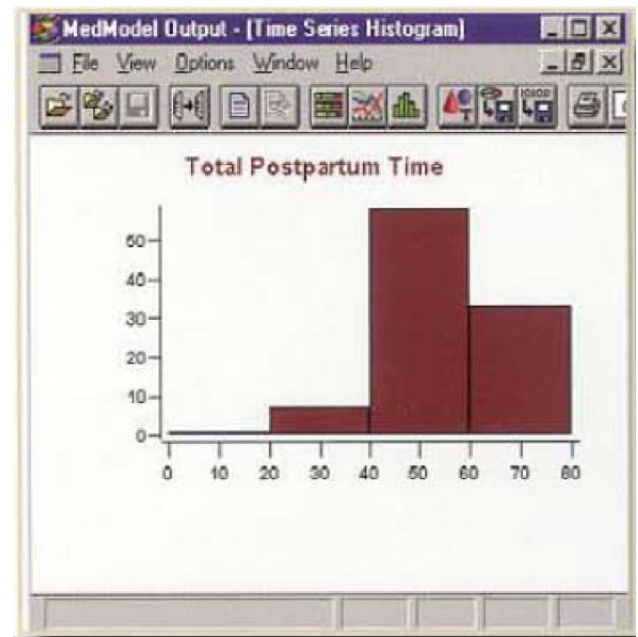 MedModel Output - [Time Series Histogram]
File View Options Window Help
Total Postpartum Time
50
40
30
20
10
0
0 10 20 30 40 50 60 70 80